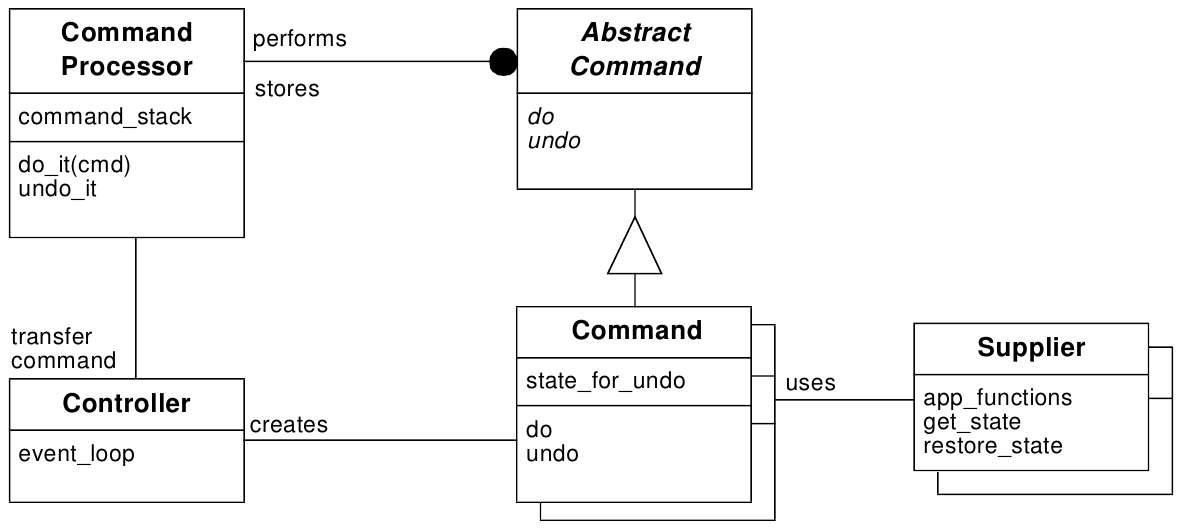 Command
Processor
command_stack
do_it(cmd)
undo_it
performs
stores
Abstract
Command
do
undo
transfer
command
Controller
event_loop
creates
Command
state_for_undo
do
undo
uses
Supplier
app_functions
get_state
restore_state